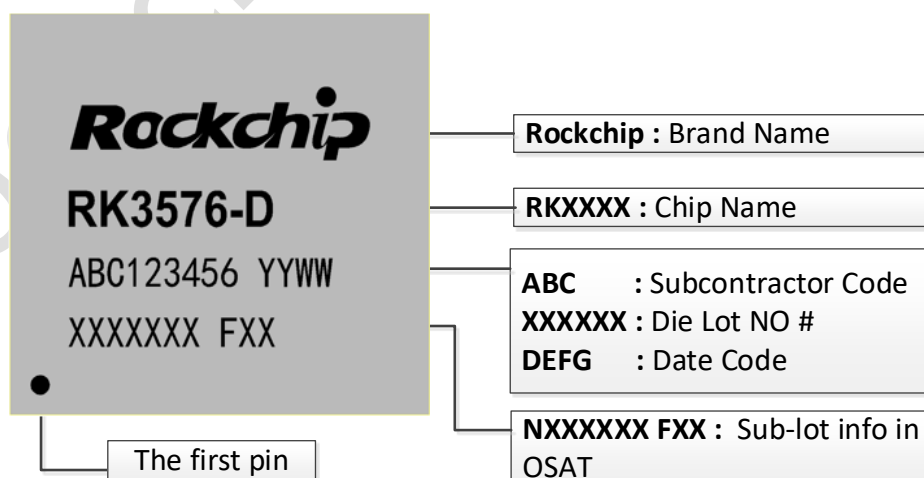 Rockchip
RK3576-D
ABC123456 YYWW
XXXXXXX FXX
The first pin
Rockchip : Brand Name
RKXXXX : Chip Name
ABC : Subcontractor Code
XXXXXX : Die Lot NO #
DEFG : Date Code
NXXXXXX FXX : Sub-lot info in
OSAT